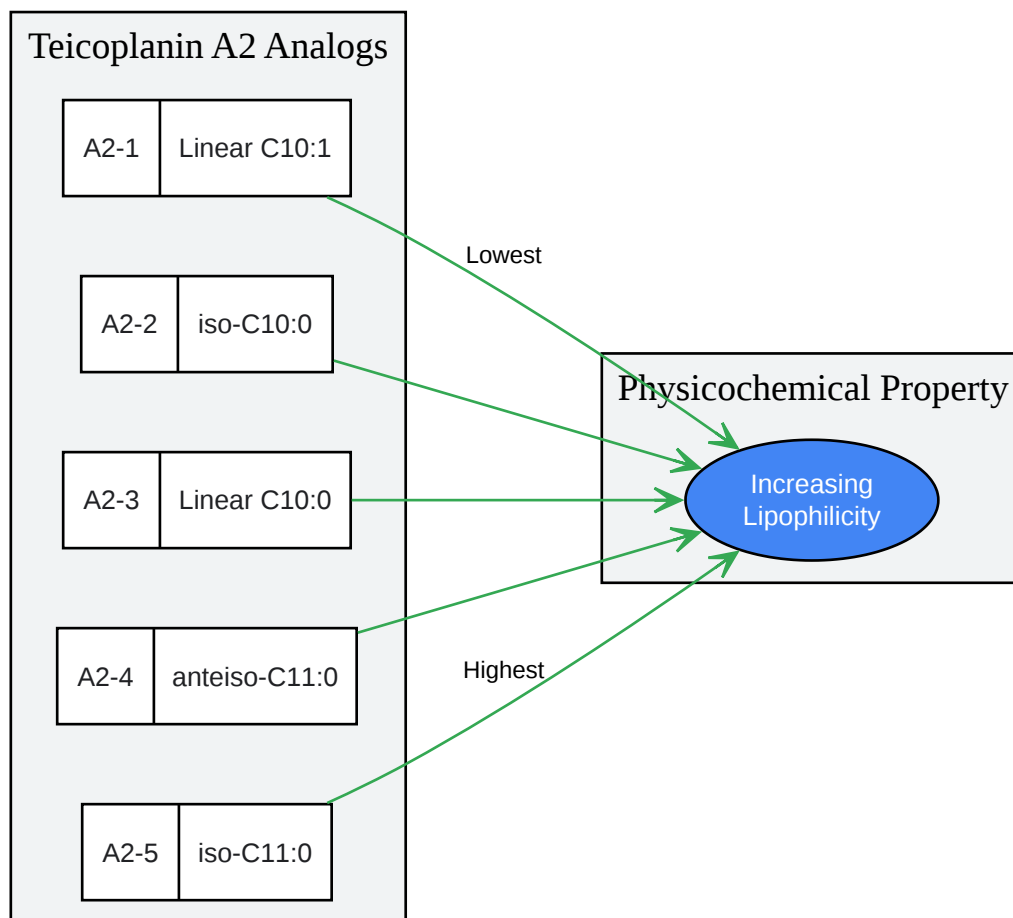 Teicoplanin A2 Analogs
A2-1 Linear C10:1
Lowest
A2-2 iso-C10:0
Physicochemical Property
A2-3 Linear C10:0
Increasing
Lipophilicity
A2-4 anteiso-C11:0
Highest
A2-5 iso-C11:0